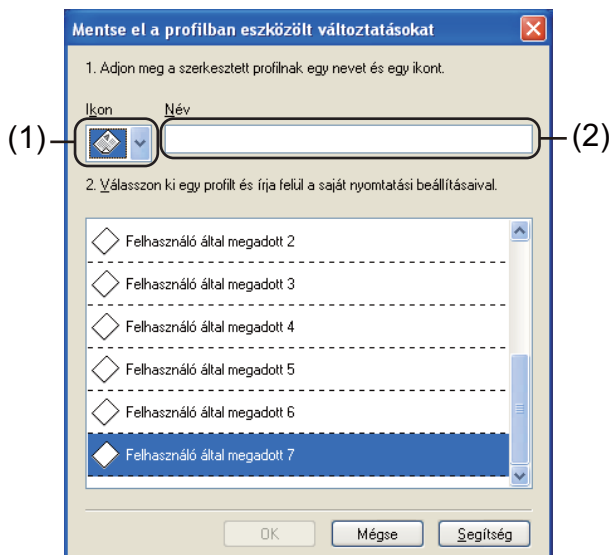 Mentse el a profilban eszközölt változtatásokat
1. Adjon meg a szerkesztett profilnak egy nevet és egy ikont.
Ikon Név
(1) (2)
2. Válasszon ki egy profilt és írja felül a saját nyomtatási beállításaival.
Felhasználó által megadott 2
Felhasználó által megadott 3
Felhasználó által megadott 4
Felhasználó által megadott 5
Felhasználó által megadott 6
Felhasználó által megadott 7
OK Mégse Segítség